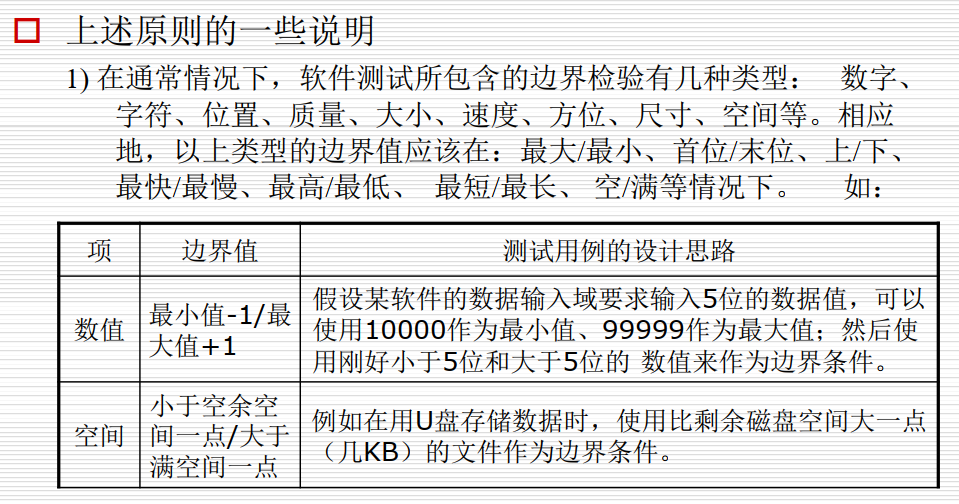 上述原则的一些说明
1) 在通常情况下，软件测试所包含的边界检验有几种类型： 数字、
字符、位置、质量、大小、速度、方位、尺寸、空间等。相应
地，以上类型的边界值应该在：最大/最小、首位/末位、上/下、
最快/最慢、最高/最低、 最短/最长、 空/满等情况下。 如：
项 边界值 测试用例的设计思路
数值
最小值-1/最
大值+1
假设某软件的数据输入域要求输入5位的数据值，可以
使用10000作为最小值、99999作为最大值；然后使
用刚好小于5位和大于5位的 数值来作为边界条件。
空间
小于空余空
间一点/大于
满空间一点
例如在用U盘存储数据时，使用比剩余磁盘空间大一点
（几KB）的文件作为边界条件。